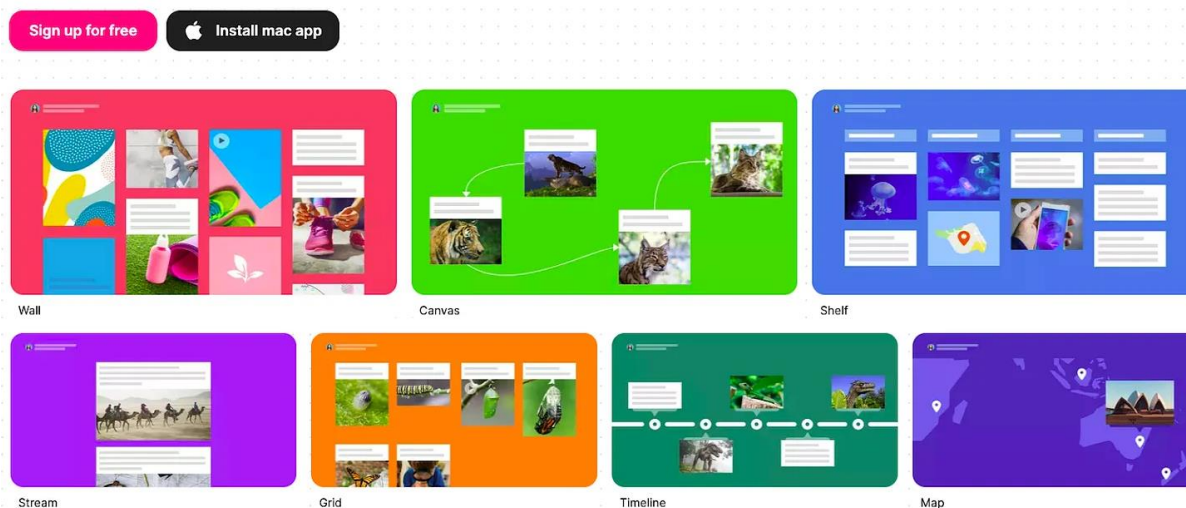 Sign up for free
Install mac app
Wall
Canvas
Shelf
Stream
Grid
Timeline
Map